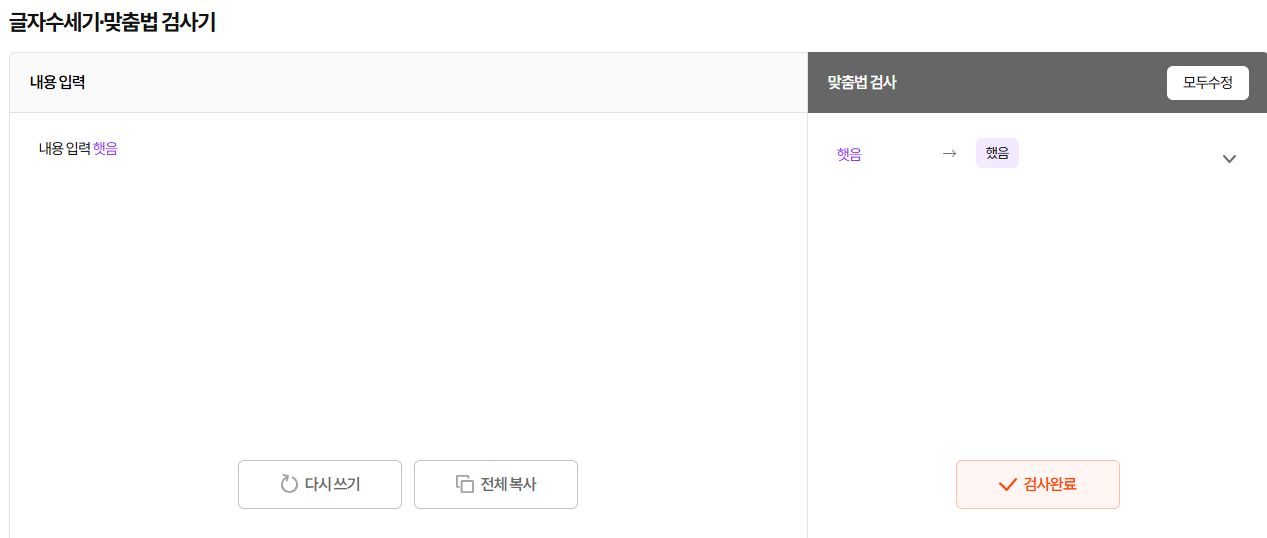 글자수세기·맞춤법 검사기
내용 입력
맞춤법 검사
모두수정
내용 입력 햇음
햇음 → 했음
다시 쓰기
전체 복사
검사완료